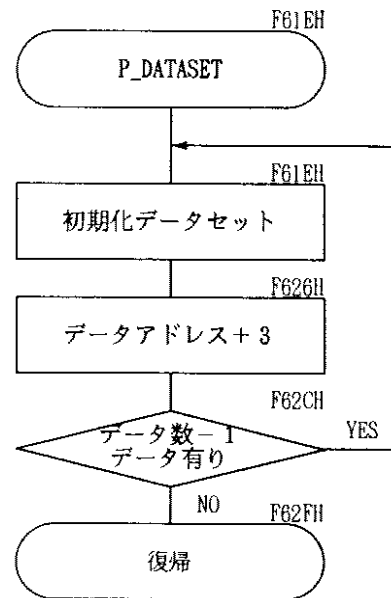 F61EH
P_DATASET
F61EH
初期化データセット
F626H
データアドレス+3
F62CH
データ数-1
データ有り
YES
NO
F62FH
復帰